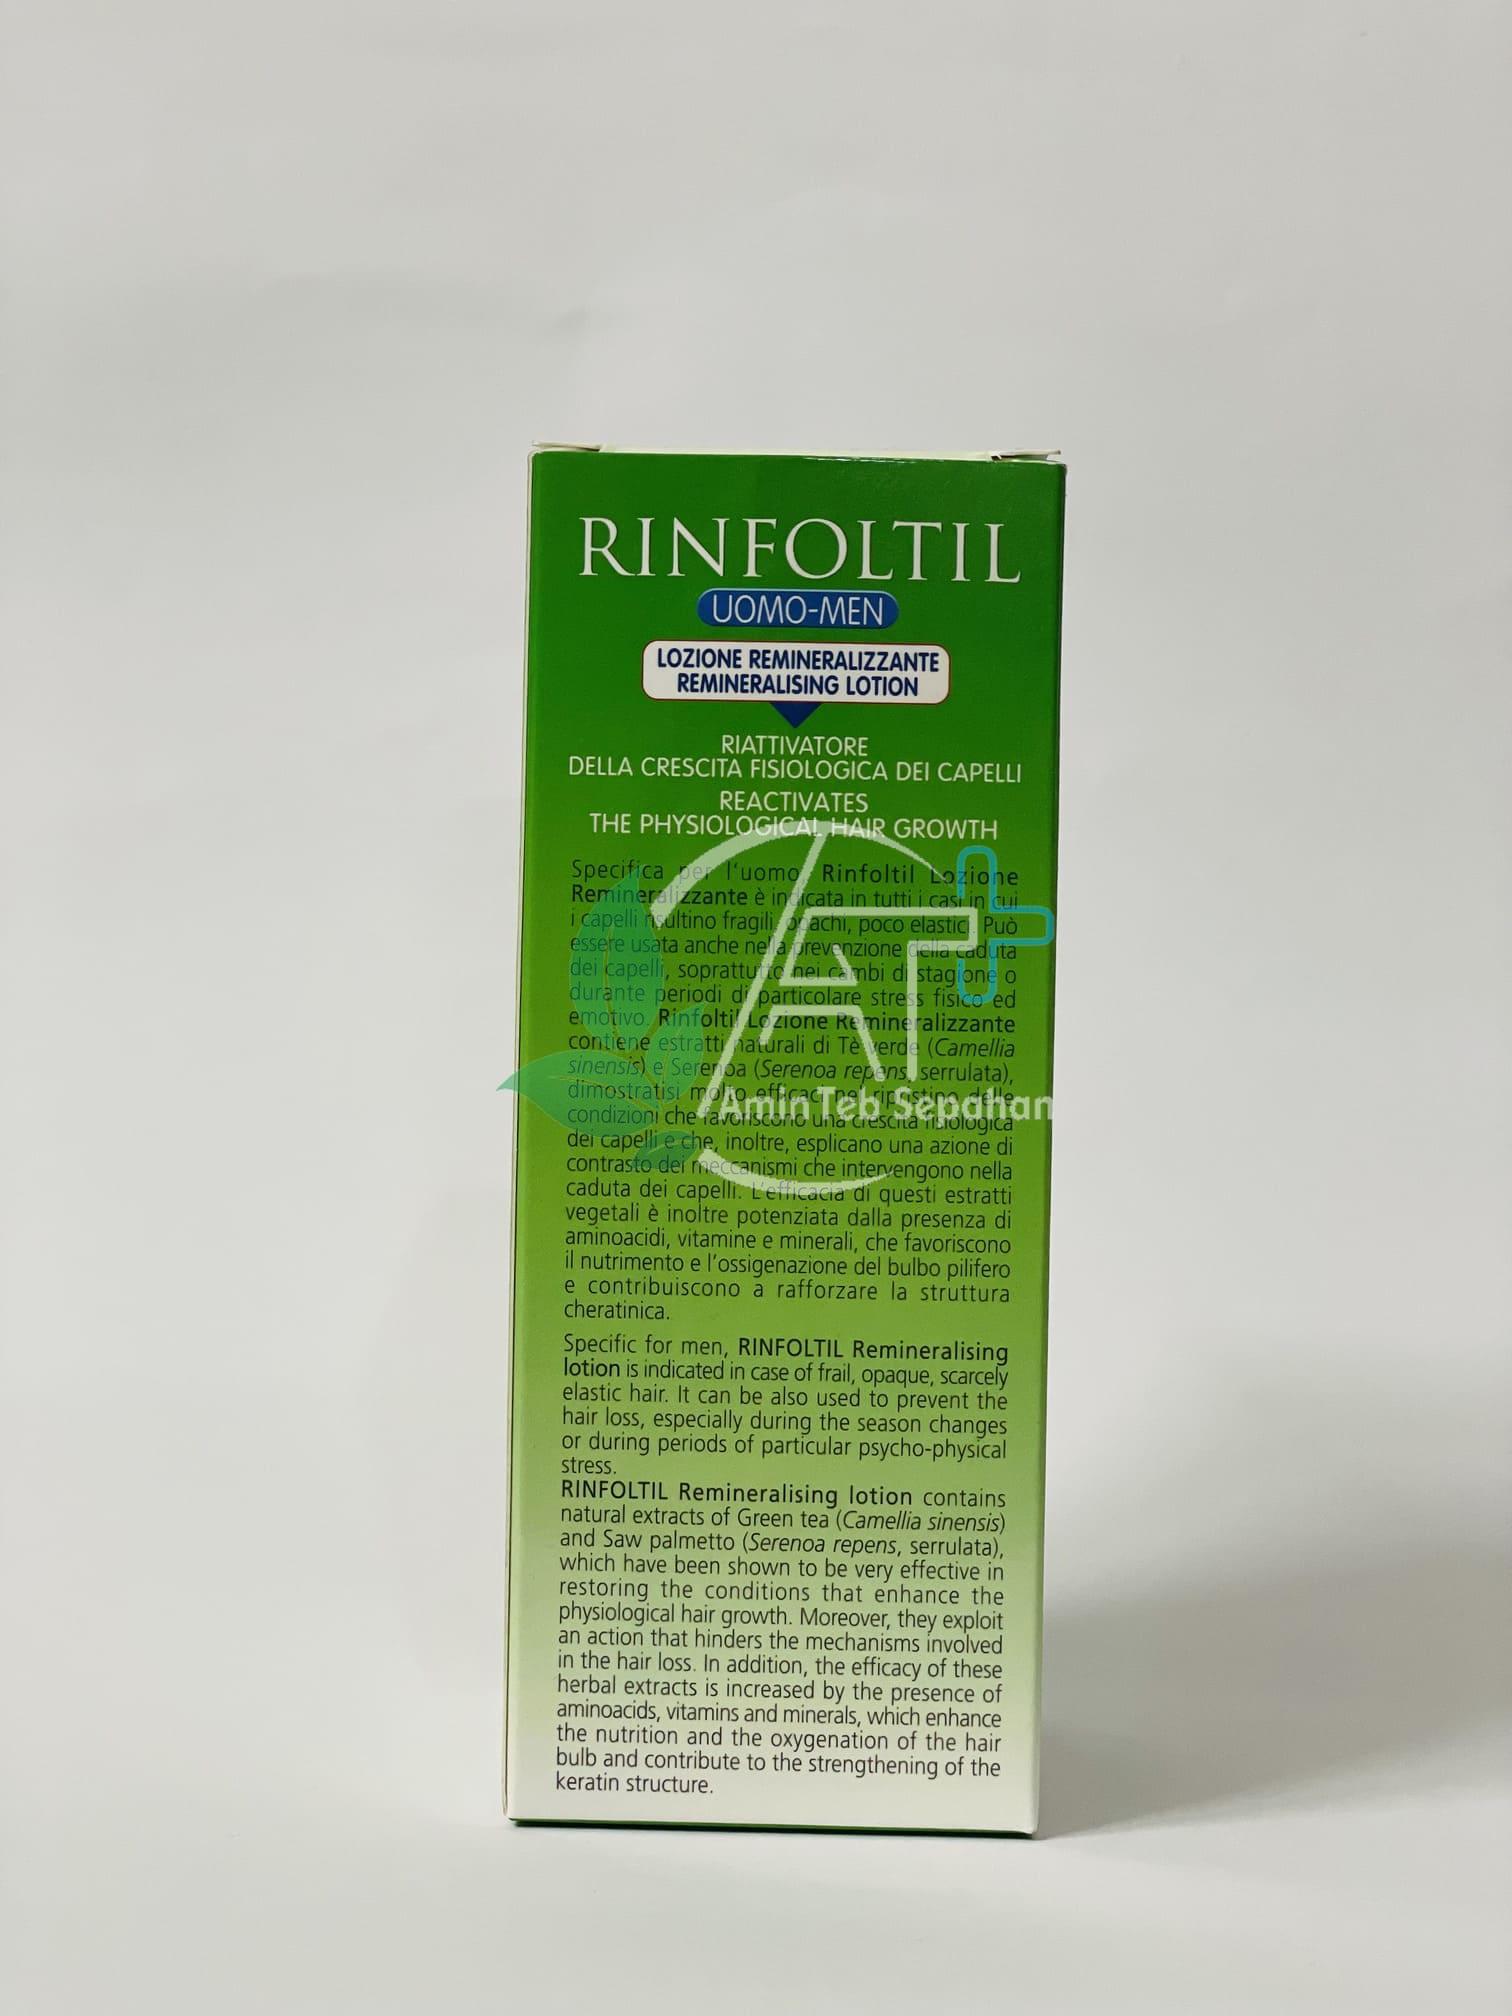 RINFOLTIL
UOMO-MEN
LOZIONE REMINERALIZZANTE
REMINERALISING LOTION
RIATTIVATORE
DELLA CRESCITA FISIOLOGICA DEI CAPELLI
REACTIVATES
THE PHYSIOLOGICAL HAIR GROWTH
Specifica per l'uomo, Rinfoltil Lozione
Remineralizzante è indicata in tutti i casi in cui
i capelli risultino fragili, opachi, poco elastici. Può
essere usata anche nella prevenzione della caduta
dei capelli, soprattutto nei cambi di stagione o
durante periodi di particolare stress fisico ed
emotivo. Rinfoltil Lozione Remineralizzante
contiene estratti naturali di Tè verde (Camellia
sinensis) e Serenoa (Serenoa repens, serrulata),
dimostratisi molto efficaci nel ripristino delle
condizioni che favoriscono una crescita fisiologica
dei capelli e che, inoltre, esplicano una azione di
contrasto dei meccanismi che intervengono nella
caduta dei capelli. L'efficacia di questi estratti
vegetali è inoltre potenziata dalla presenza di
aminoacidi, vitamine e minerali, che favoriscono
il nutrimento e l'ossigenazione del bulbo pilifero
e contribuiscono a rafforzare la struttura
cheratinica.
Specific for men, RINFOLTIL Remineralising
lotion is indicated in case of frail, opaque, scarcely
elastic hair. It can be also used to prevent the
hair loss, especially during the season changes
or during periods of particular psycho-physical
stress.
RINFOLTIL Remineralising lotion contains
natural extracts of Green tea (Camellia sinensis)
and Saw palmetto (Serenoa repens, serrulata),
which have been shown to be very effective in
restoring the conditions that enhance the
physiological hair growth. Moreover, they exploit
an action that hinders the mechanisms involved
in the hair loss. In addition, the efficacy of these
herbal extracts is increased by the presence of
aminoacids, vitamins and minerals, which enhance
the nutrition and the oxygenation of the hair
bulb and contribute to the strengthening of the
keratin structure.
AT
Amin Teb Sepahan